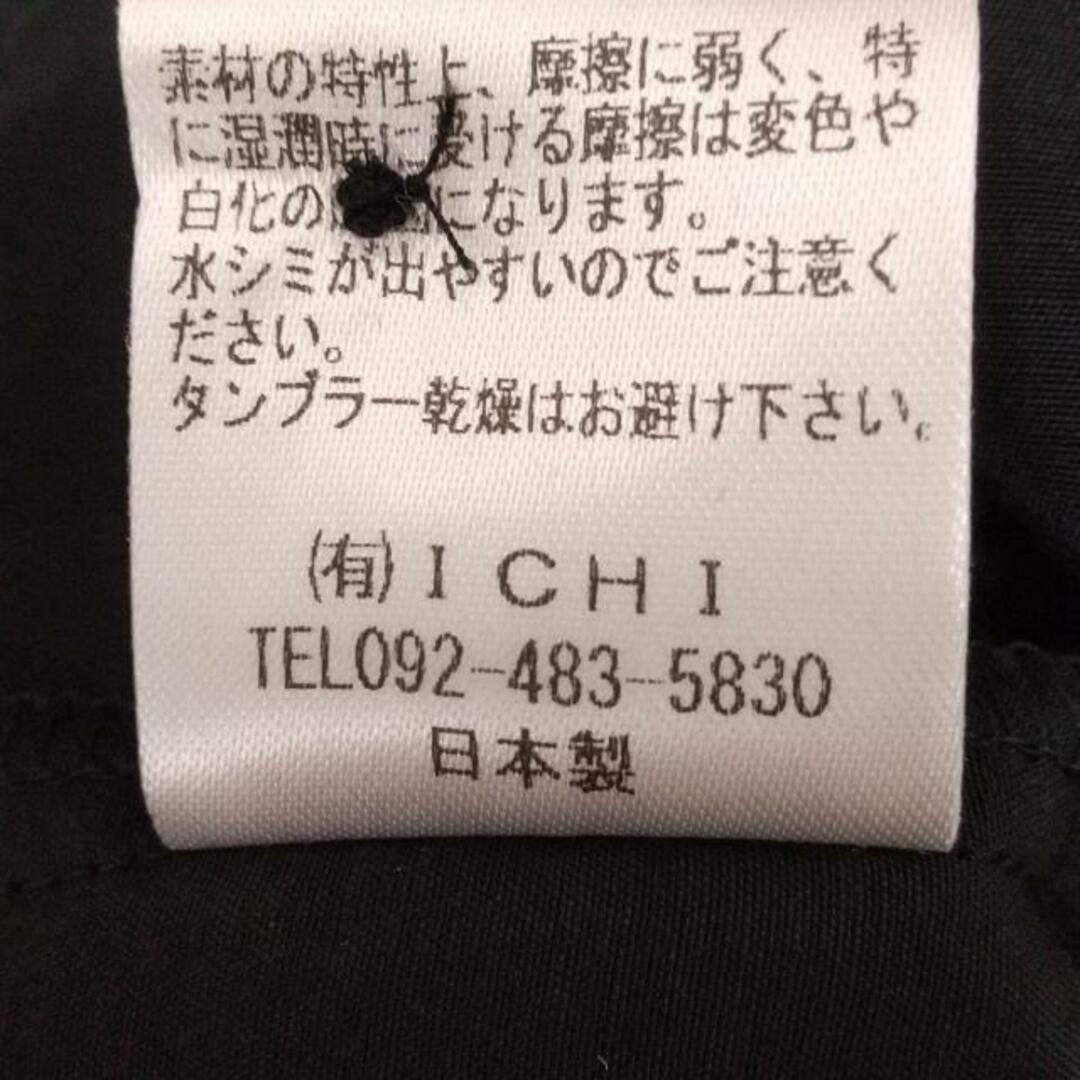 素材の特性上、摩擦に弱く、特
に湿潤時に受ける摩擦は変色や
白化の になります。
水シミが出やすいのでご注意く
ださい。
タンブラー乾燥はお避け下さい。
(有)ICHI
TEL092-483-5830
日本製